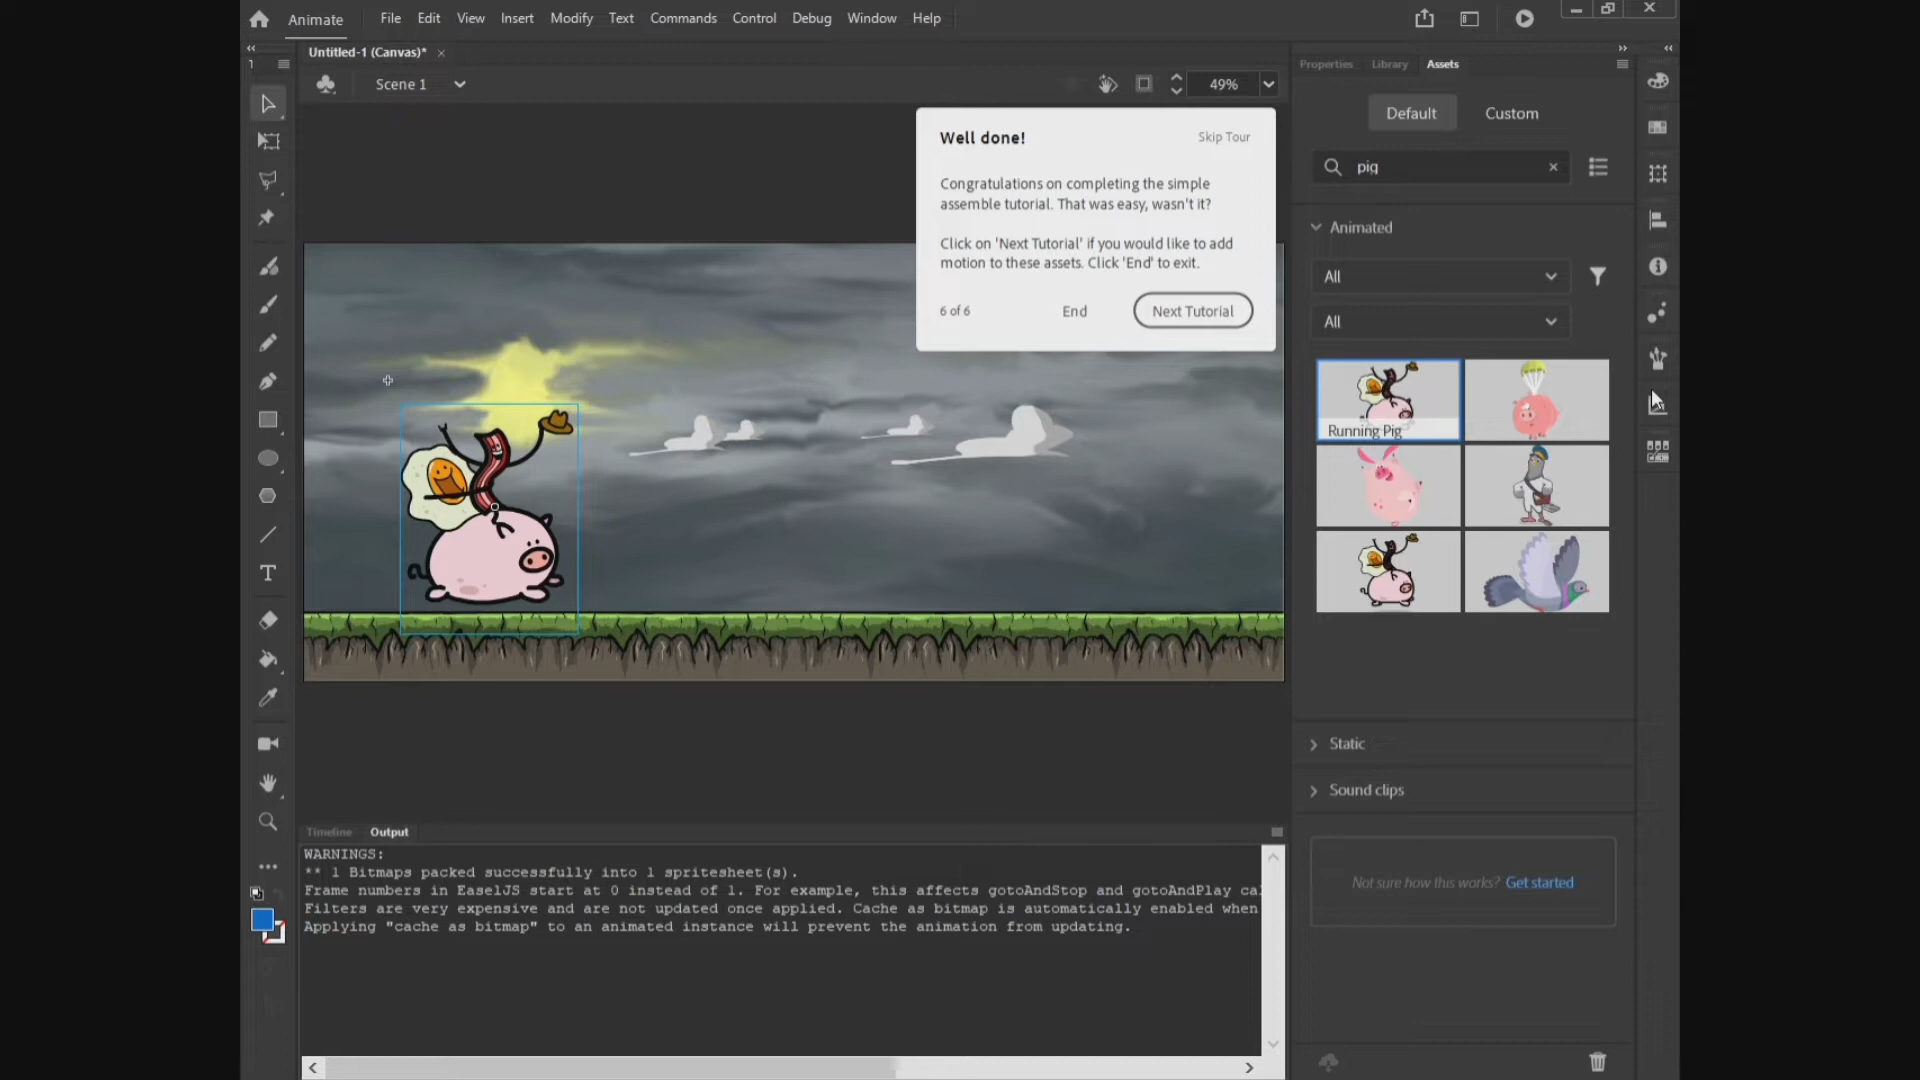 Animate
File Edit View Insert Modify Text Commands Control Debug Window Help
1
Untitled-1 (Canvas)*
Scene 1
49%
Well done!
Skip Tour
Congratulations on completing the simple
assemble tutorial. That was easy, wasn't it?
Click on 'Next Tutorial' if you would like to add
motion to these assets. Click 'End' to exit.
6 of 6
End
Next Tutorial
Properties Library Assets
Default
Custom
pig
Animated
All
All
Running Pig
Static
Sound clips
Not sure how this works? Get started
Timeline Output
WARNINGS:
** 1 Bitmaps packed successfully into 1 spritesheet(s).
Frame numbers in EaselJS start at 0 instead of 1. For example, this affects gotoAndStop and gotoAndPlay
Filters are very expensive and are not updated once applied. Cache as bitmap is automatically enabled when
Applying "cache as bitmap" to an animated instance will prevent the animation from updating.